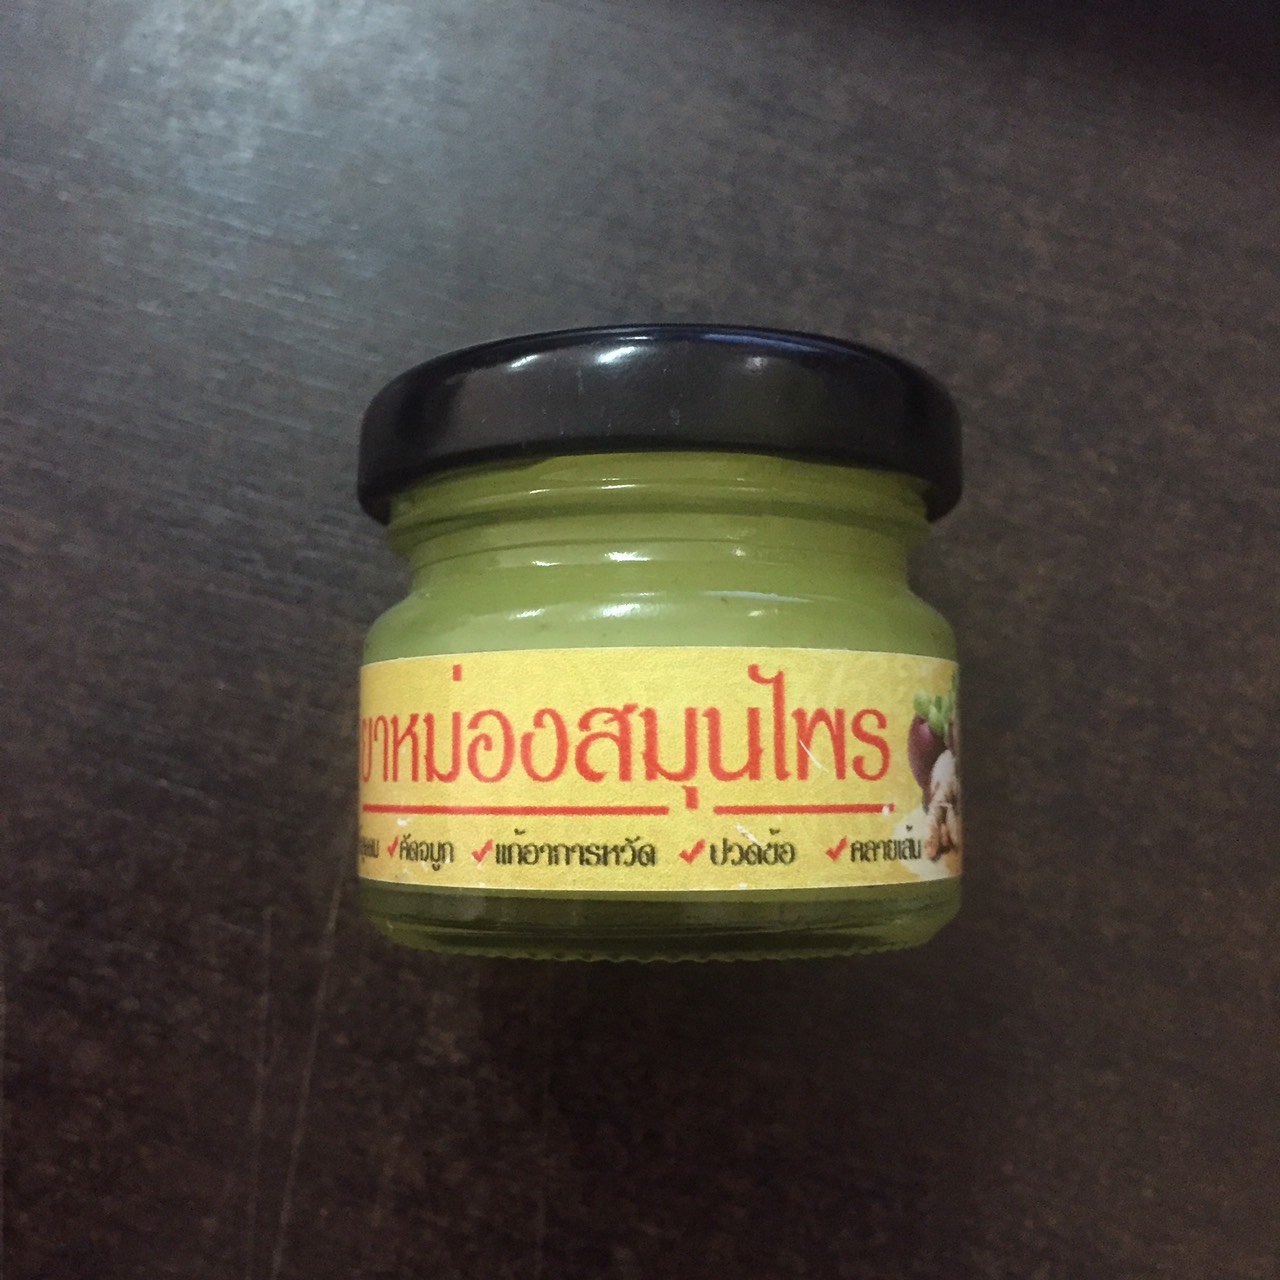 ยาหม่องสมุนไพร
✓คัดจมูก ✓แก้อาการหวัด ✓ปวดข้อ ✓คลายเส้น